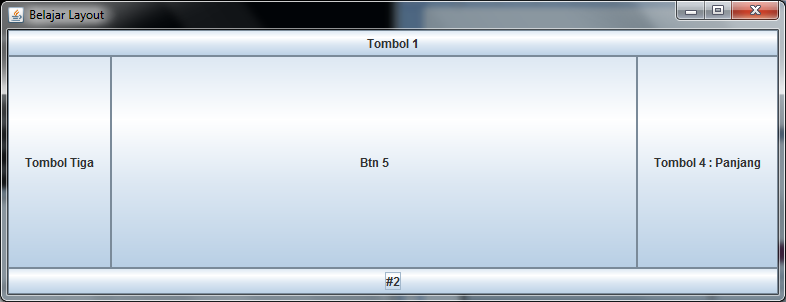 Belajar Layout
Tombol 1
Tombol Tiga
Btn 5
Tombol 4 : Panjang
#2